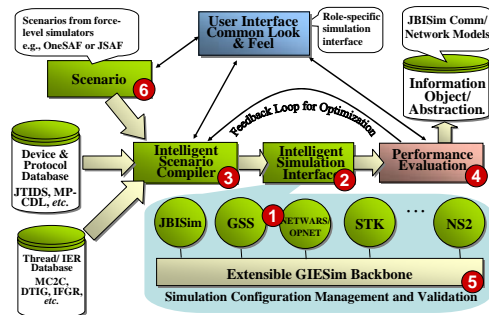 Scenarios from force-
level simulators
e.g., OneSAF or JSAF
User Interface
Common Look
& Feel
Role-specific
simulation
interface
JBISim Comm/
Network Models
Scenario
6
Information
Object/
Abstraction.
Feedback Loop for Optimization
Device &
Protocol
Database
JTIDS, MP-
CDL, etc.
Intelligent
Scenario
Compiler
3
Intelligent
Simulation
Interface
2
Performance
Evaluation
4
Thread/ IER
Database
MC2C,
DTIG, IFGR,
etc.
JBISim
GSS
1
NETWARS/
OPNET
STK
...
NS2
Extensible GIESim Backbone
5
Simulation Configuration Management and Validation